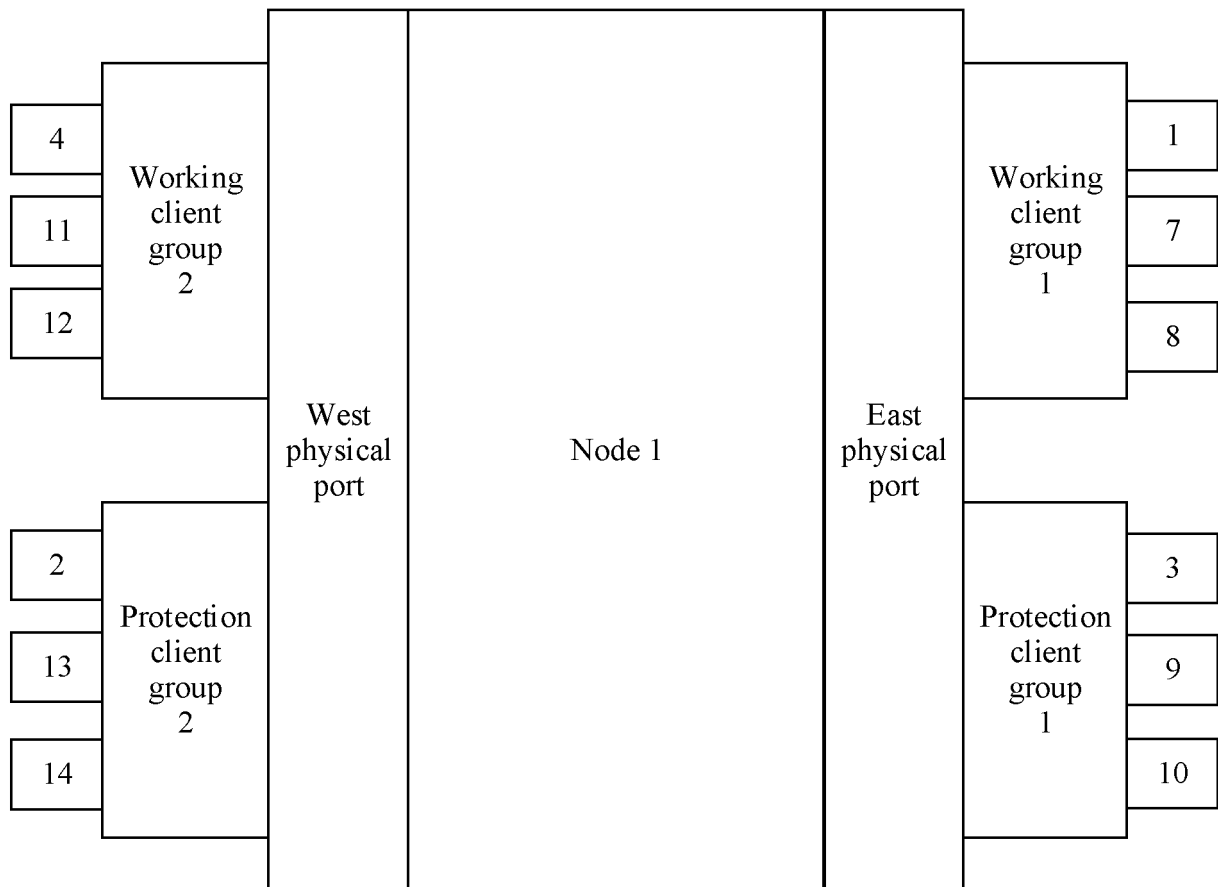 4
11
12
Working
client
group
2
2
13
14
Protection
client
group
2
West
physical
port
Node 1
East
physical
port
Working
client
group
1
1
7
8
Protection
client
group
1
3
9
10